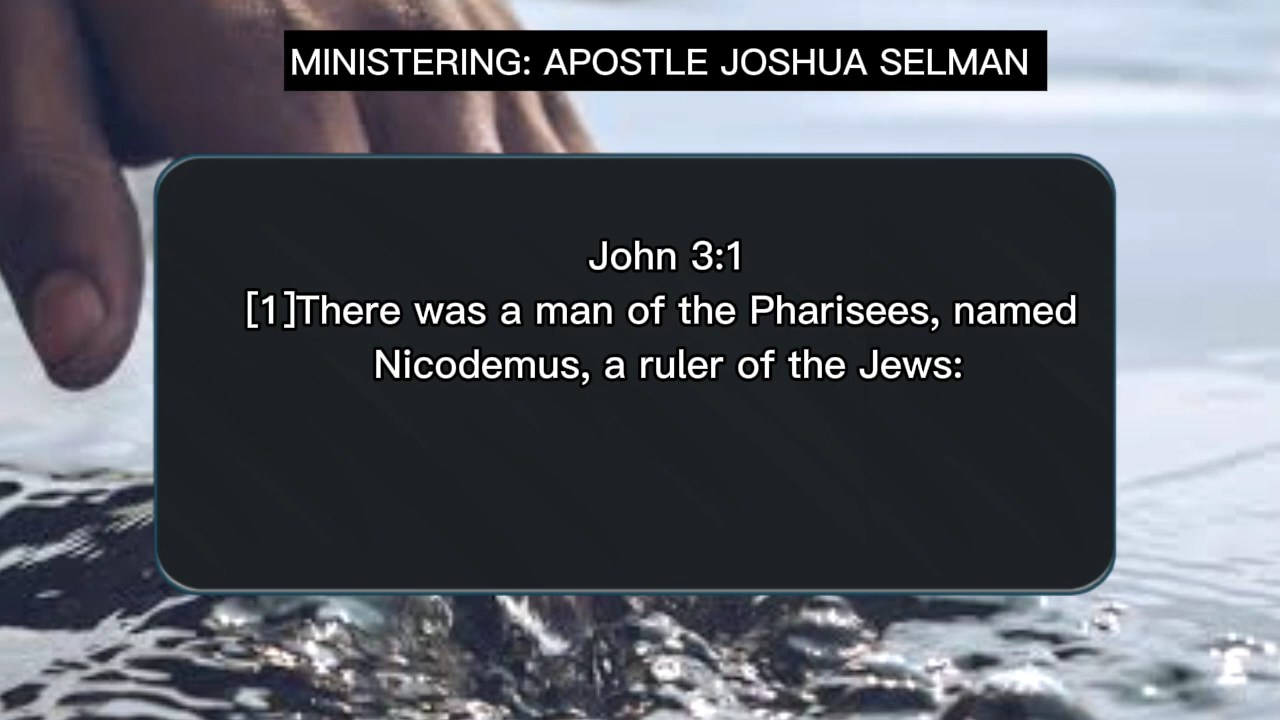 MINISTERING: APOSTLE JOSHUA SELMAN
John 3:1
[1]There was a man of the Pharisees, named
Nicodemus, a ruler of the Jews: